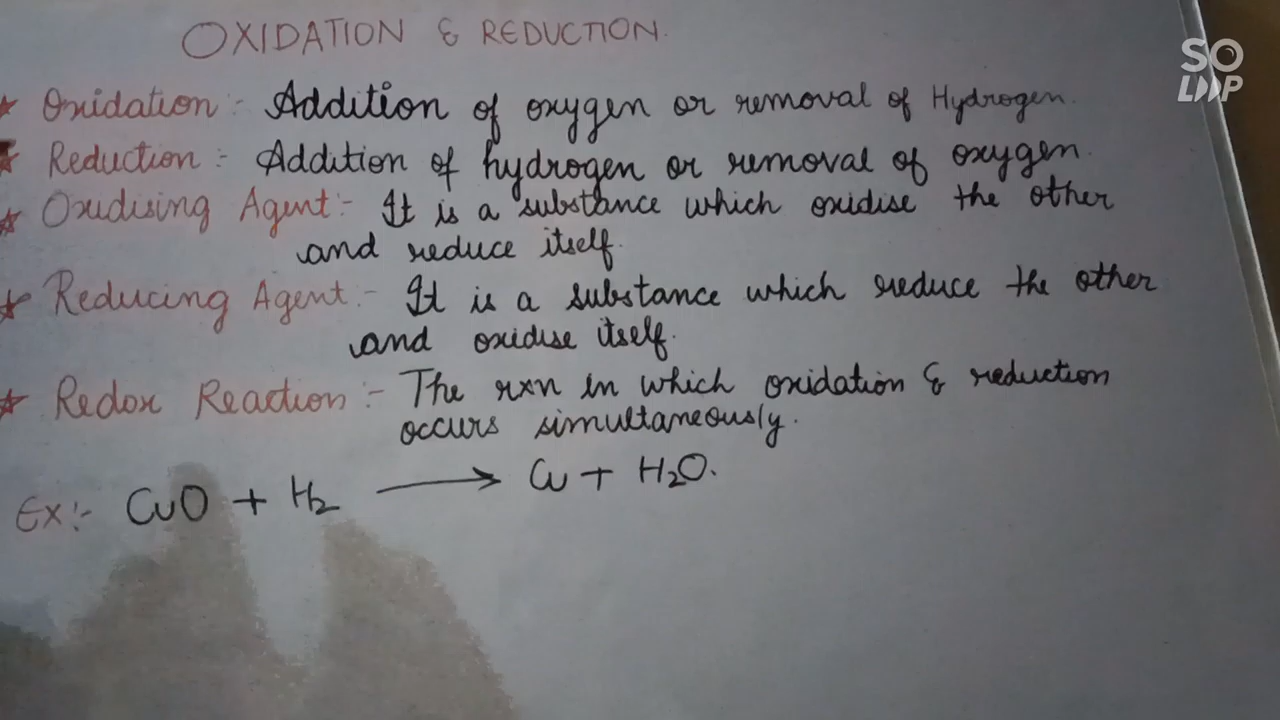 OXIDATION & REDUCTION.
SO
LOOP
★ Oxidation :- Addition of oxygen or removal of Hydrogen.
★ Reduction :- Addition of hydrogen or removal of oxygen.
★ Oxidising Agent :- It is a substance which oxidise the other
and reduce itself.
★ Reducing Agent :- It is a substance which reduce the other
and oxidise itself.
★ Redox Reaction :- The rxn in which oxidation & reduction
occurs simultaneously.
Ex :- CuO + H₂ ⟶ Cu + H₂O.